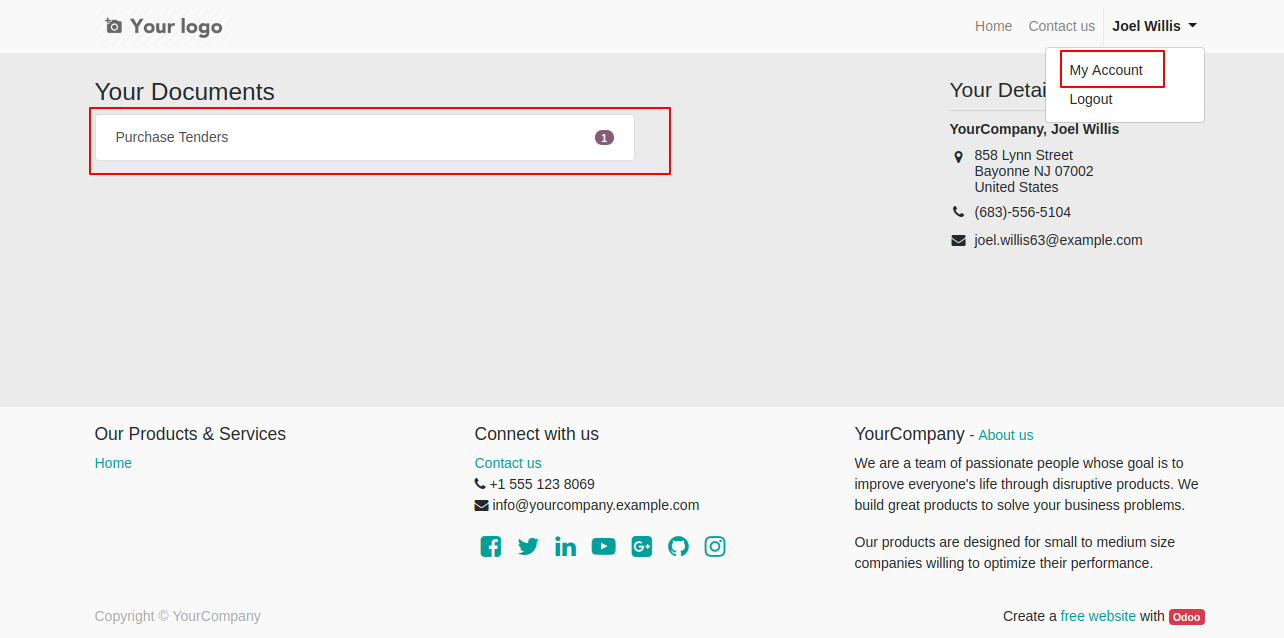 Your logo
Home
Contact us
Joel Willis
My Account
Logout
Your Documents
Purchase Tenders
1
Your Detai
YourCompany, Joel Willis
858 Lynn Street
Bayonne NJ 07002
United States
(683)-556-5104
joel.willis63@example.com
Our Products & Services
Home
Connect with us
Contact us
+1 555 123 8069
info@yourcompany.example.com
YourCompany - About us
We are a team of passionate people whose goal is to
improve everyone's life through disruptive products. We
build great products to solve your business problems.
Our products are designed for small to medium size
companies willing to optimize their performance.
Copyright © YourCompany
Create a free website with Odoo